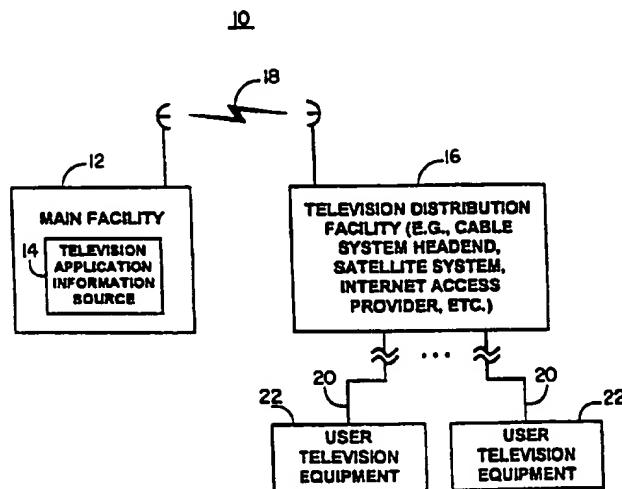 10
18
12
16
MAIN FACILITY
14
TELEVISION
APPLICATION
INFORMATION
SOURCE
TELEVISION DISTRIBUTION
FACILITY (E.G., CABLE
SYSTEM HEADEND,
SATELLITE SYSTEM,
INTERNET ACCESS
PROVIDER, ETC.)
...
20
20
22
22
USER
TELEVISION
EQUIPMENT
USER
TELEVISION
EQUIPMENT